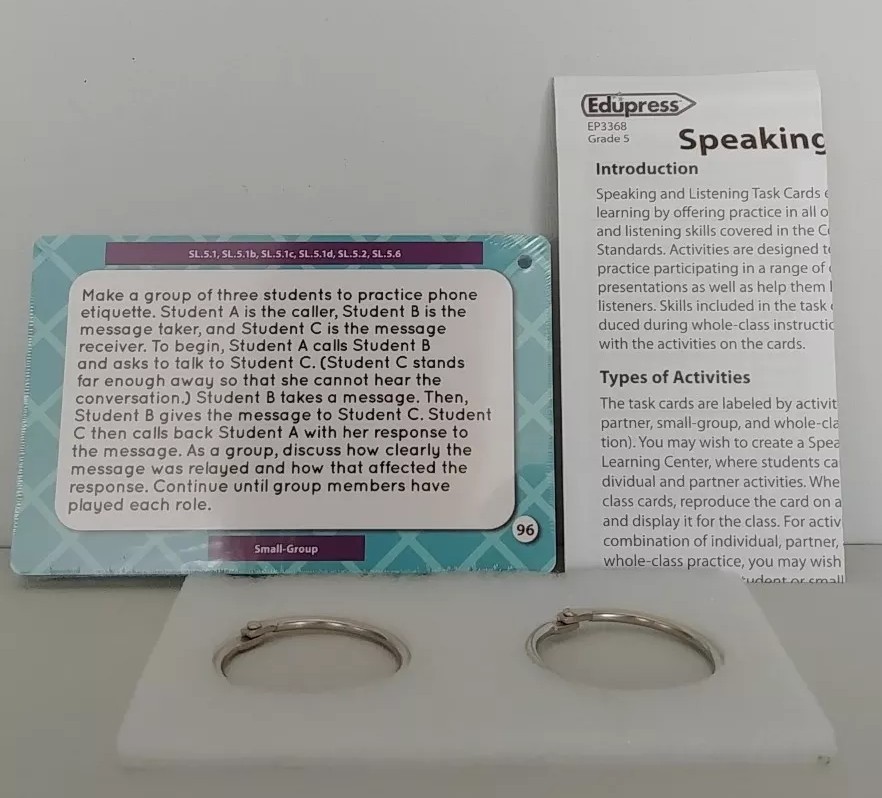 SL.5.1, SL.5.1b, SL.5.1c, SL.5.1d, SL.5.2, SL.5.6
Make a group of three students to practice phone
etiquette. Student A is the caller, Student B is the
message taker, and Student C is the message
receiver. To begin, Student A calls Student B
and asks to talk to Student C. (Student C stands
far enough away so that she cannot hear the
conversation.) Student B takes a message. Then,
Student B gives the message to Student C. Student
C then calls back Student A with her response to
the message. As a group, discuss how clearly the
message was relayed and how that affected the
response. Continue until group members have
played each role.
96
Small-Group
Edupress
EP3368
Grade 5
Speaking
Introduction
Speaking and Listening Task Cards
learning by offering practice in all
and listening skills covered in the
Standards. Activities are designed
practice participating in a range of
presentations as well as help them
listeners. Skills included in the task
duced during whole-class instructic
with the activities on the cards.
Types of Activities
The task cards are labeled by activit
partner, small-group, and whole-cla
tion). You may wish to create a Spea
Learning Center, where students ca
dividual and partner activities. Whe
class cards, reproduce the card on a
and display it for the class. For activ
combination of individual, partner,
whole-class practice, you may wish
tudent or small